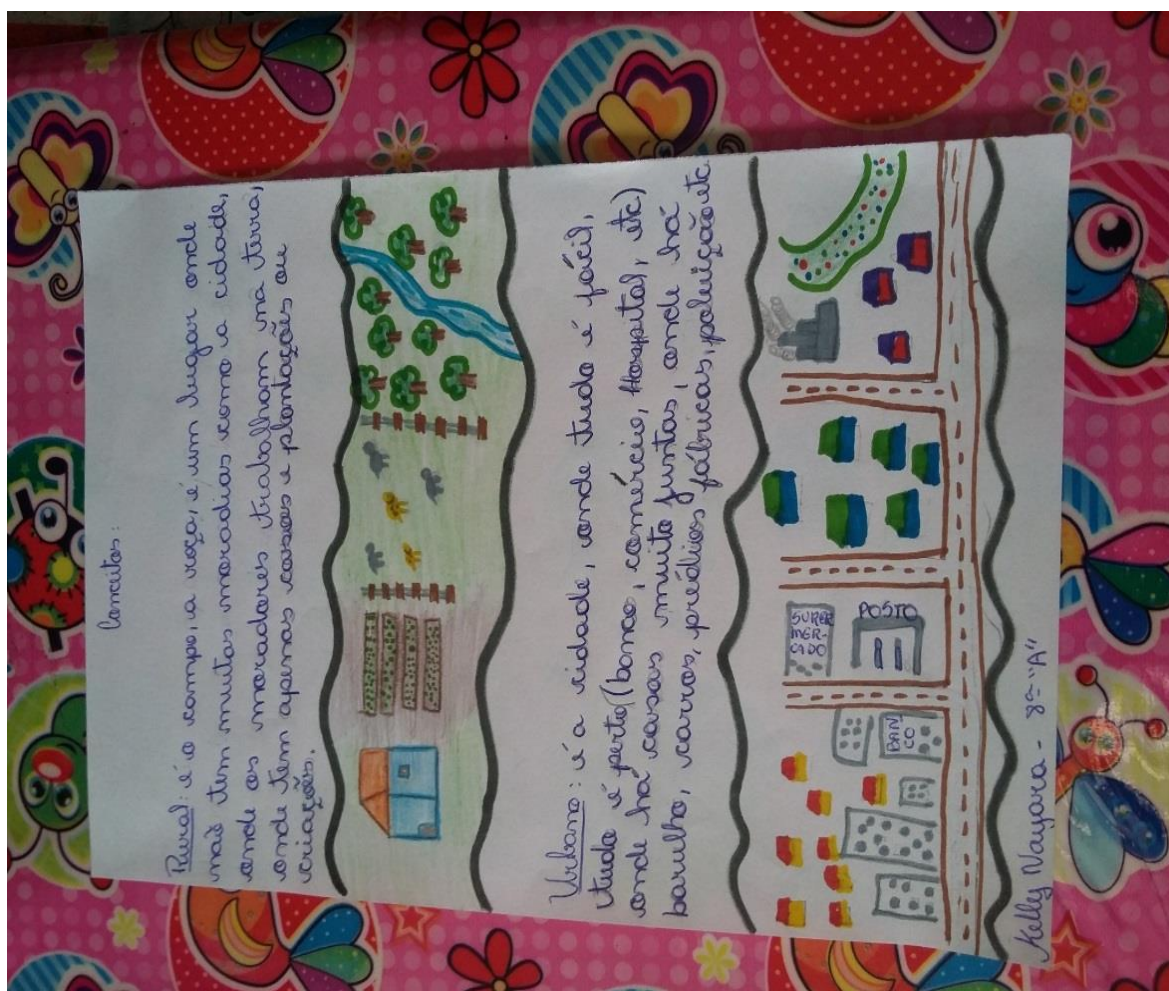 Conceitos:
Rural: é o campo, a roça, é um lugar onde
não tem muitas moradias como a cidade,
onde os moradores trabalham na terra,
onde tem apenas casas e plantações ou
criações.
Urbano: é a cidade, onde tudo é fácil,
tudo é perto (banco, comércio, Hospital, etc)
onde há casas muito juntas, onde há
barulho, carros, prédios fábricas, poluição etc.
SUPER
MER-
CADO
POSTO
BAN
CO
Kelly Nayara - 8º "A"